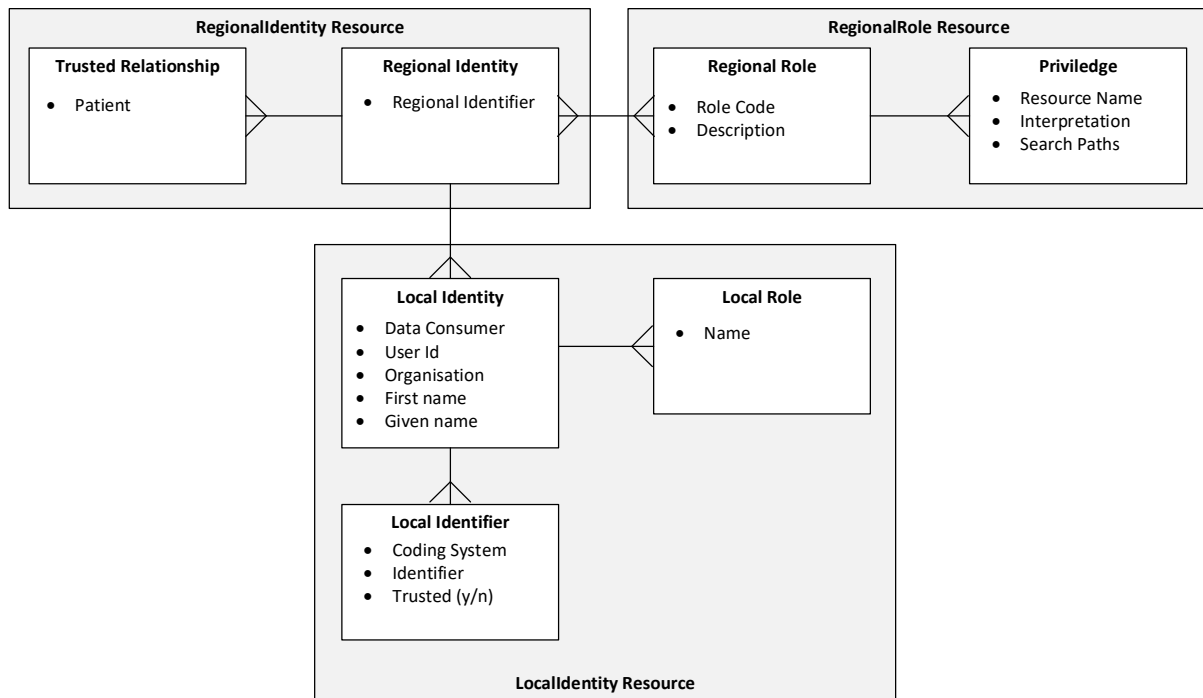 RegionalIdentity Resource
Trusted Relationship
• Patient
Regional Identity
• Regional Identifier
RegionalRole Resource
Regional Role
• Role Code
• Description
Priviledge
• Resource Name
• Interpretation
• Search Paths
Local Identity
• Data Consumer
• User Id
• Organisation
• First name
• Given name
Local Role
• Name
Local Identifier
• Coding System
• Identifier
• Trusted (y/n)
LocalIdentity Resource